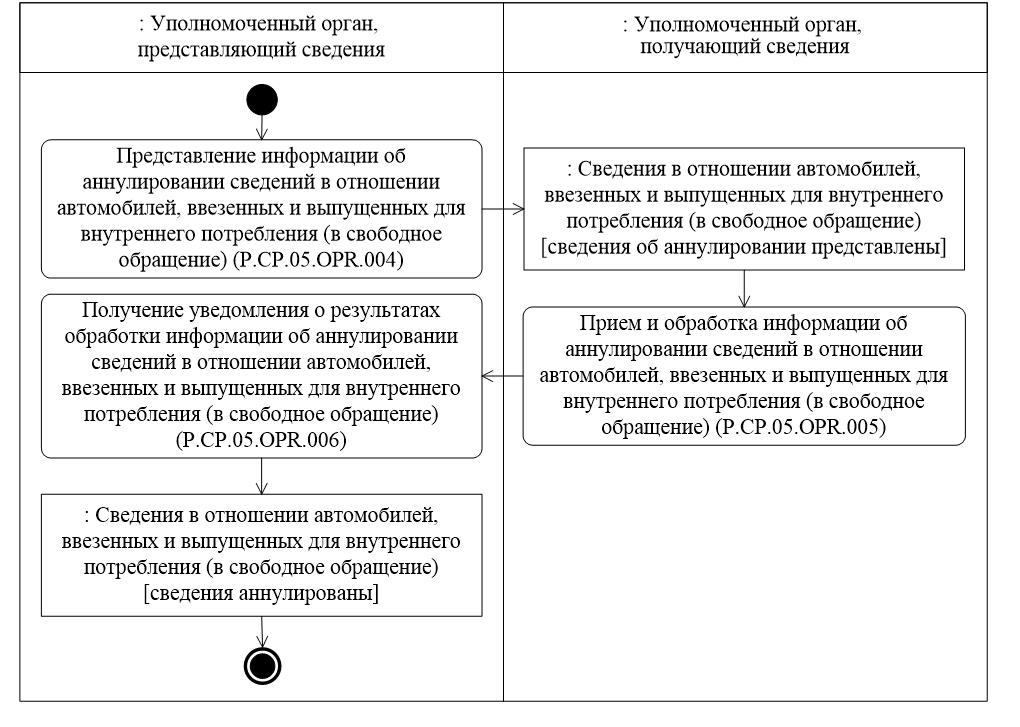 : Уполномоченный орган,
представляющий сведения
: Уполномоченный орган,
получающий сведения
Представление информации об
аннулировании сведений в отношении
автомобилей, ввезенных и выпущенных для
внутреннего потребления (в свободное
обращение) (P.CP.05.OPR.004)
: Сведения в отношении автомобилей,
ввезенных и выпущенных для внутреннего
потребления (в свободное обращение)
[сведения об аннулировании представлены]
Прием и обработка информации об
аннулировании сведений в отношении
автомобилей, ввезенных и выпущенных для
внутреннего потребления (в свободное
обращение) (P.CP.05.OPR.005)
Получение уведомления о результатах
обработки информации об аннулировании
сведений в отношении автомобилей,
ввезенных и выпущенных для внутреннего
потребления (в свободное обращение)
(P.CP.05.OPR.006)
: Сведения в отношении автомобилей,
ввезенных и выпущенных для внутреннего
потребления (в свободное обращение)
[сведения аннулированы]